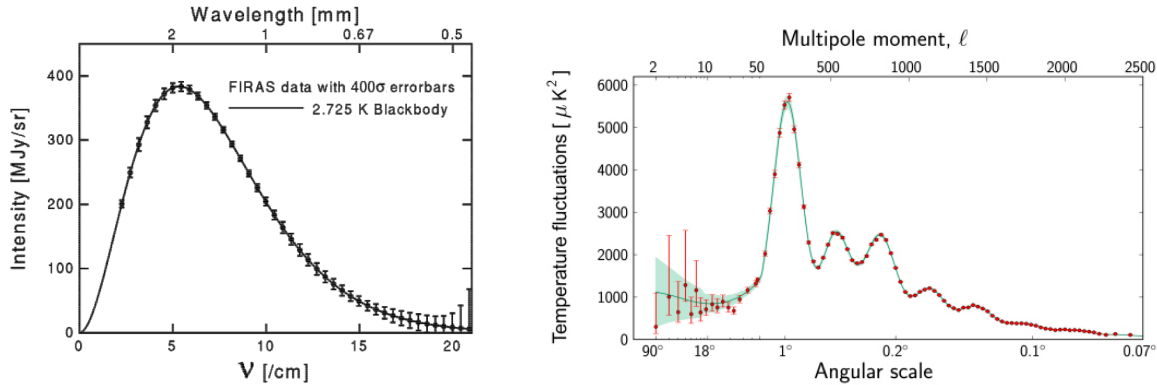 Wavelength [mm]
2 1 0.67 0.5
400
300
200
100
0
Intensity [MJy/sr]
FIRAS data with 400σ errorbars
2.725 K Blackbody
0 5 10 15 20
ν [/cm]
Multipole moment, ℓ
2 10 50 500 1000 1500 2000 2500
6000
5000
4000
3000
2000
1000
0
Temperature fluctuations [ μK² ]
90° 18° 1° 0.2° 0.1° 0.07°
Angular scale